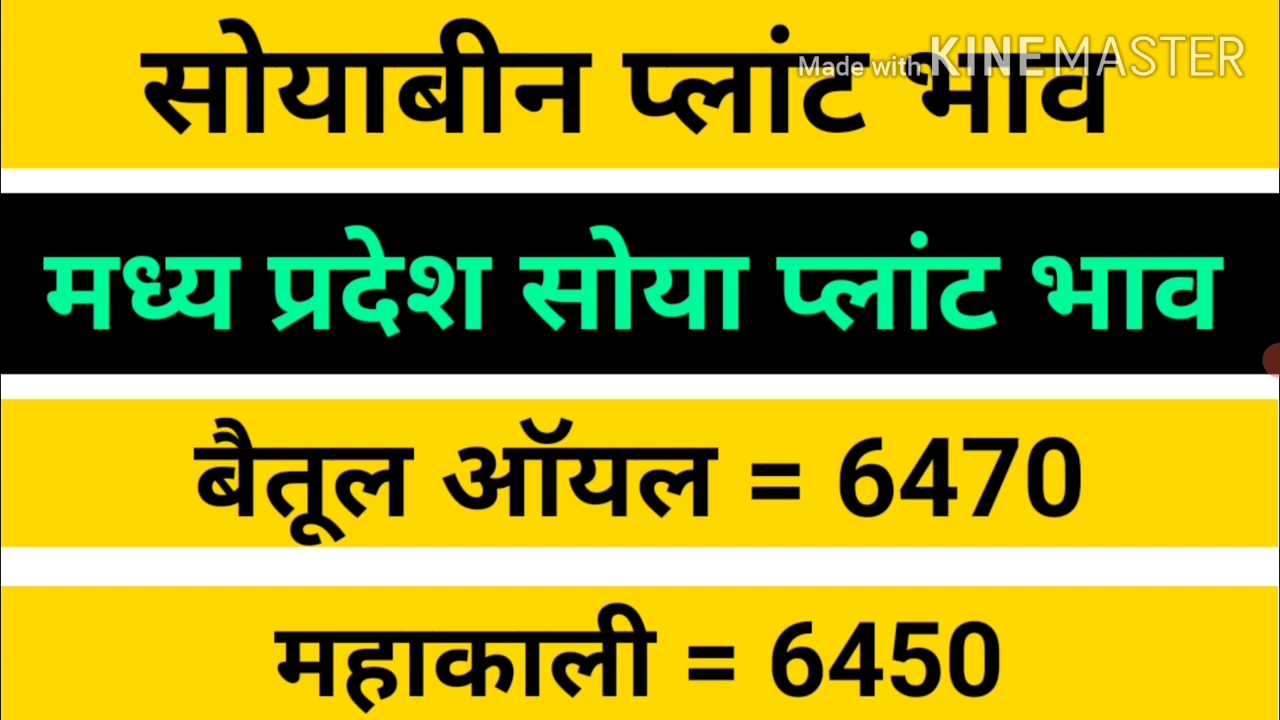 सोयाबीन प्लांट भाव
Made with KINEMASTER
मध्य प्रदेश सोया प्लांट भाव
बैतूल ऑयल = 6470
महाकाली = 6450